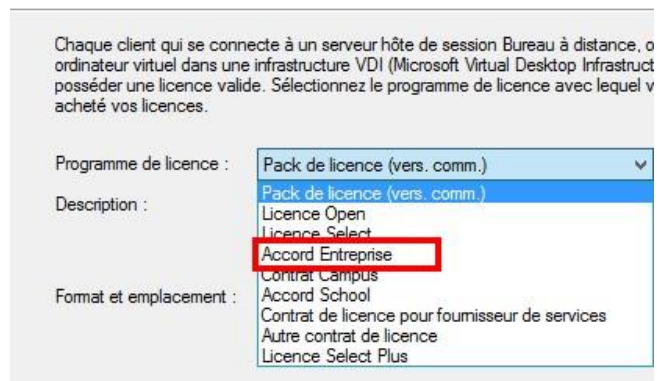 Chaque client qui se connecte à un serveur hôte de session Bureau à distance, o
ordinateur virtuel dans une infrastructure VDI (Microsoft Virtual Desktop Infrastruct
posséder une licence valide. Sélectionnez le programme de licence avec lequel v
acheté vos licences.
Programme de licence : Pack de licence (vers. comm.)
Pack de licence (vers. comm.)
Description :
Licence Open
Licence Select
Accord Entreprise
Contrat Campus
Format et emplacement : Accord School
Contrat de licence pour fournisseur de services
Autre contrat de licence
Licence Select Plus